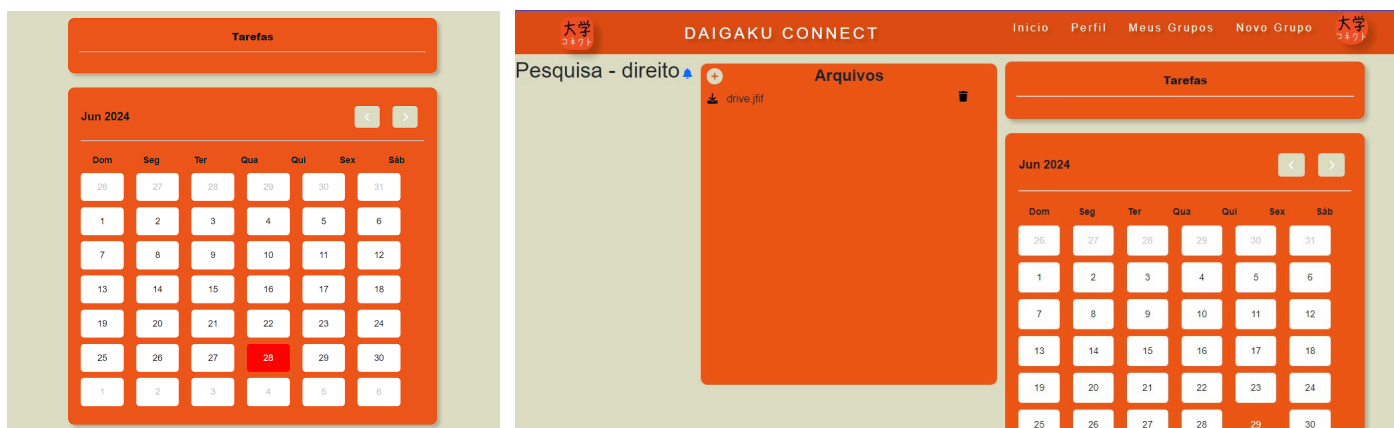 Tarefas
Jun 2024
Dom Seg Ter Qua Qui Sex Sáb
26 27 28 29 30 31
1 2 3 4 5 6
7 8 9 10 11 12
13 14 15 16 17 18
19 20 21 22 23 24
25 26 27 28 29 30
1 2 3 4 5 6
大学
コネクト
DAIGAKU CONNECT
Inicio Perfil Meus Grupos Novo Grupo
大学
コネクト
Pesquisa - direito
Arquivos
drive.jfif
Tarefas
Jun 2024
Dom Seg Ter Qua Qui Sex Sáb
26 27 28 29 30 31
1 2 3 4 5 6
7 8 9 10 11 12
13 14 15 16 17 18
19 20 21 22 23 24
25 26 27 28 29 30